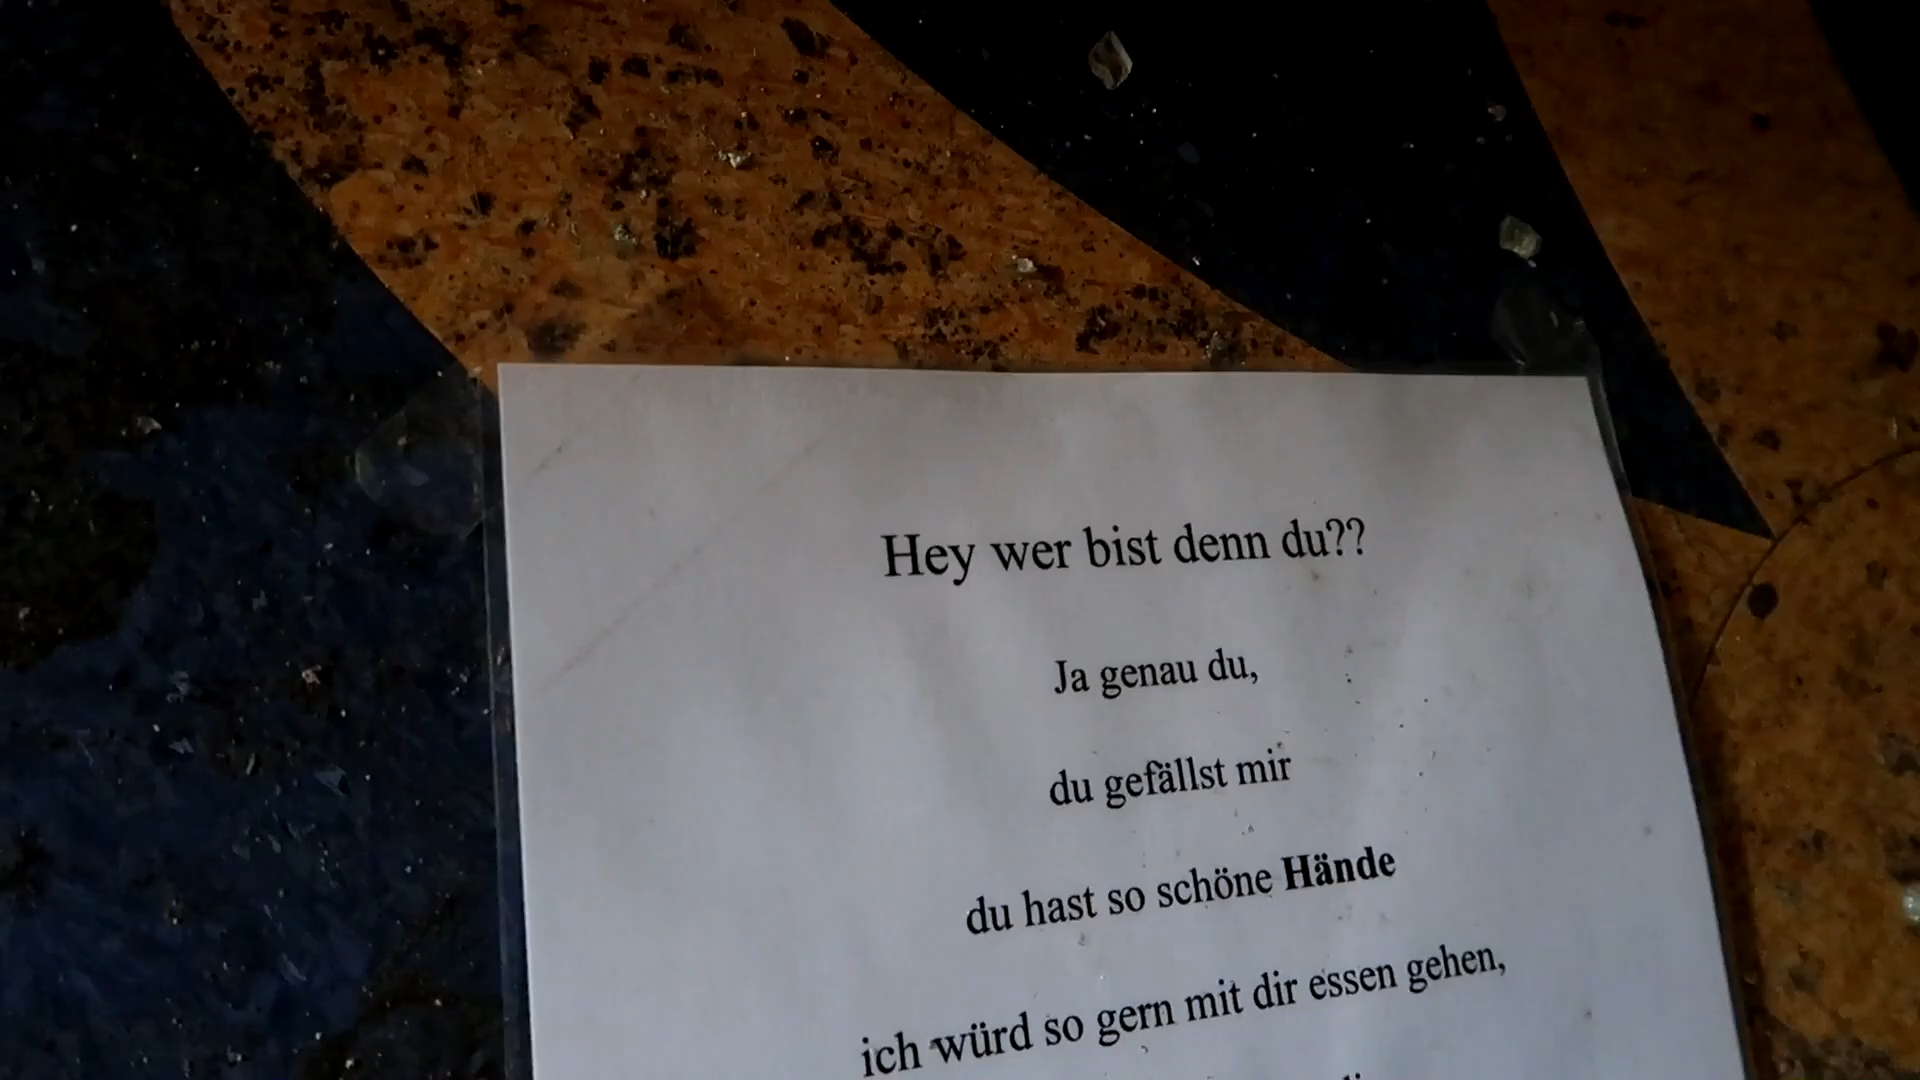 Hey wer bist denn du??
Ja genau du,
du gefällst mir
du hast so schöne Hände
ich würd so gern mit dir essen gehen,